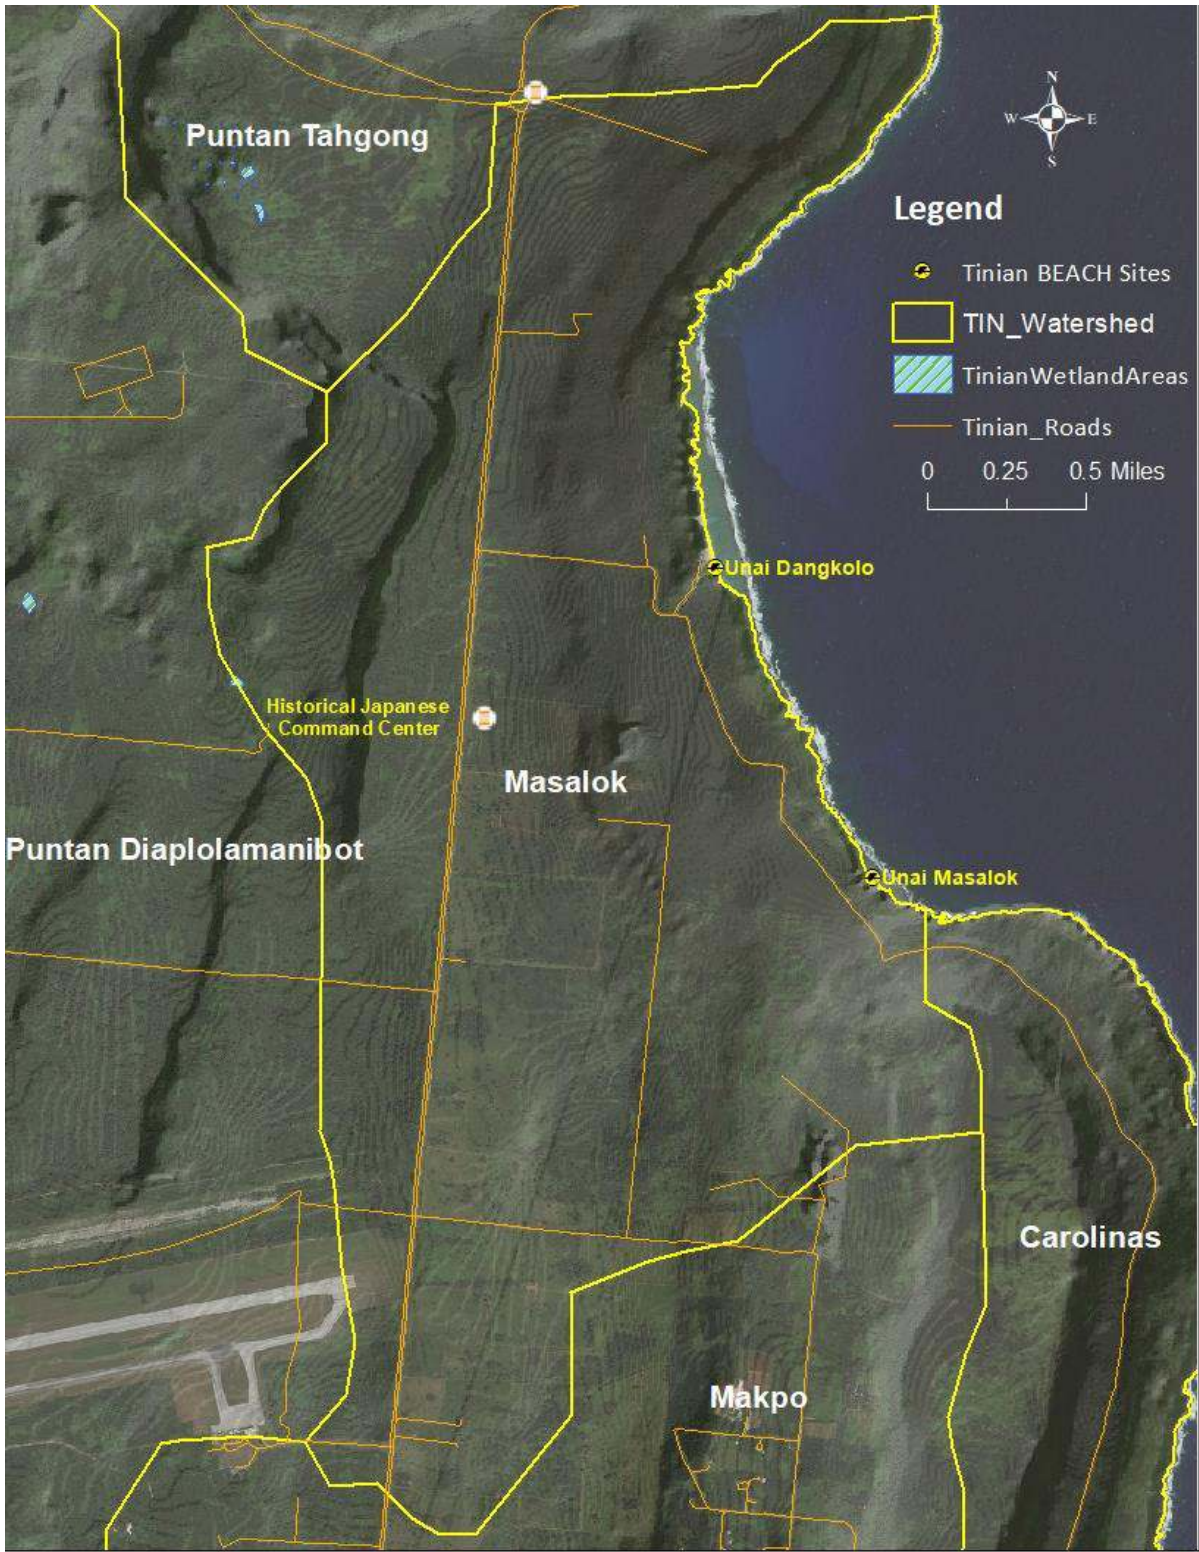 Puntan Tahgong
N
W
E
S
Legend
Tinian BEACH Sites
TIN_Watershed
TinianWetlandAreas
Tinian_Roads
0 0.25 0.5 Miles
Unai Dangkolo
Historical Japanese
Command Center
Masalok
Puntan Diaplolamanibot
Unai Masalok
Carolinas
Makpo